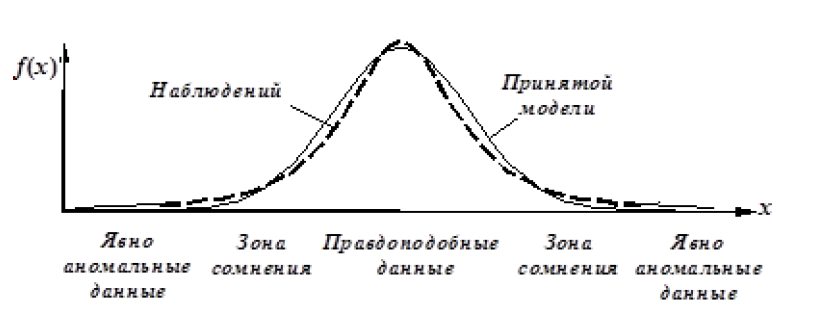 f(x)
Наблюдений
Принятой
модели
x
Явно
аномальные
данные
Зона
сомнения
Правдоподобные
данные
Зона
сомнения
Явно
аномальные
данные